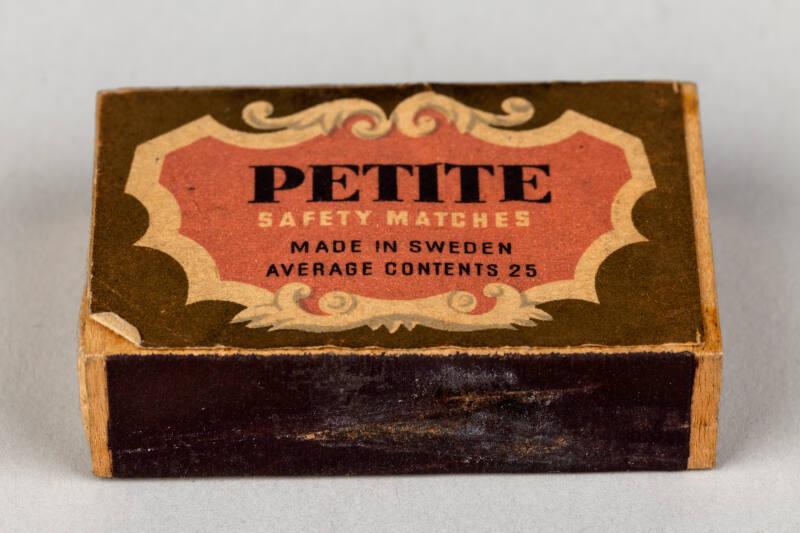 PETITE
SAFETY MATCHES
MADE IN SWEDEN
AVERAGE CONTENTS 25